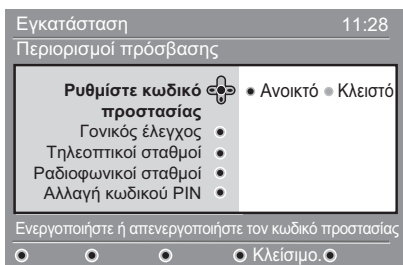 Εγκατάσταση 11:28
Περιορισμοί πρόσβασης
Ρυθμίστε κωδικό
προστασίας
Ανοικτό Κλειστό
Γονικός έλεγχος
Τηλεοπτικοί σταθμοί
Ραδιοφωνικοί σταθμοί
Αλλαγή κωδικού PIN
Ενεργοποιήστε ή απενεργοποιήστε τον κωδικό προστασίας
Κλείσιμο.